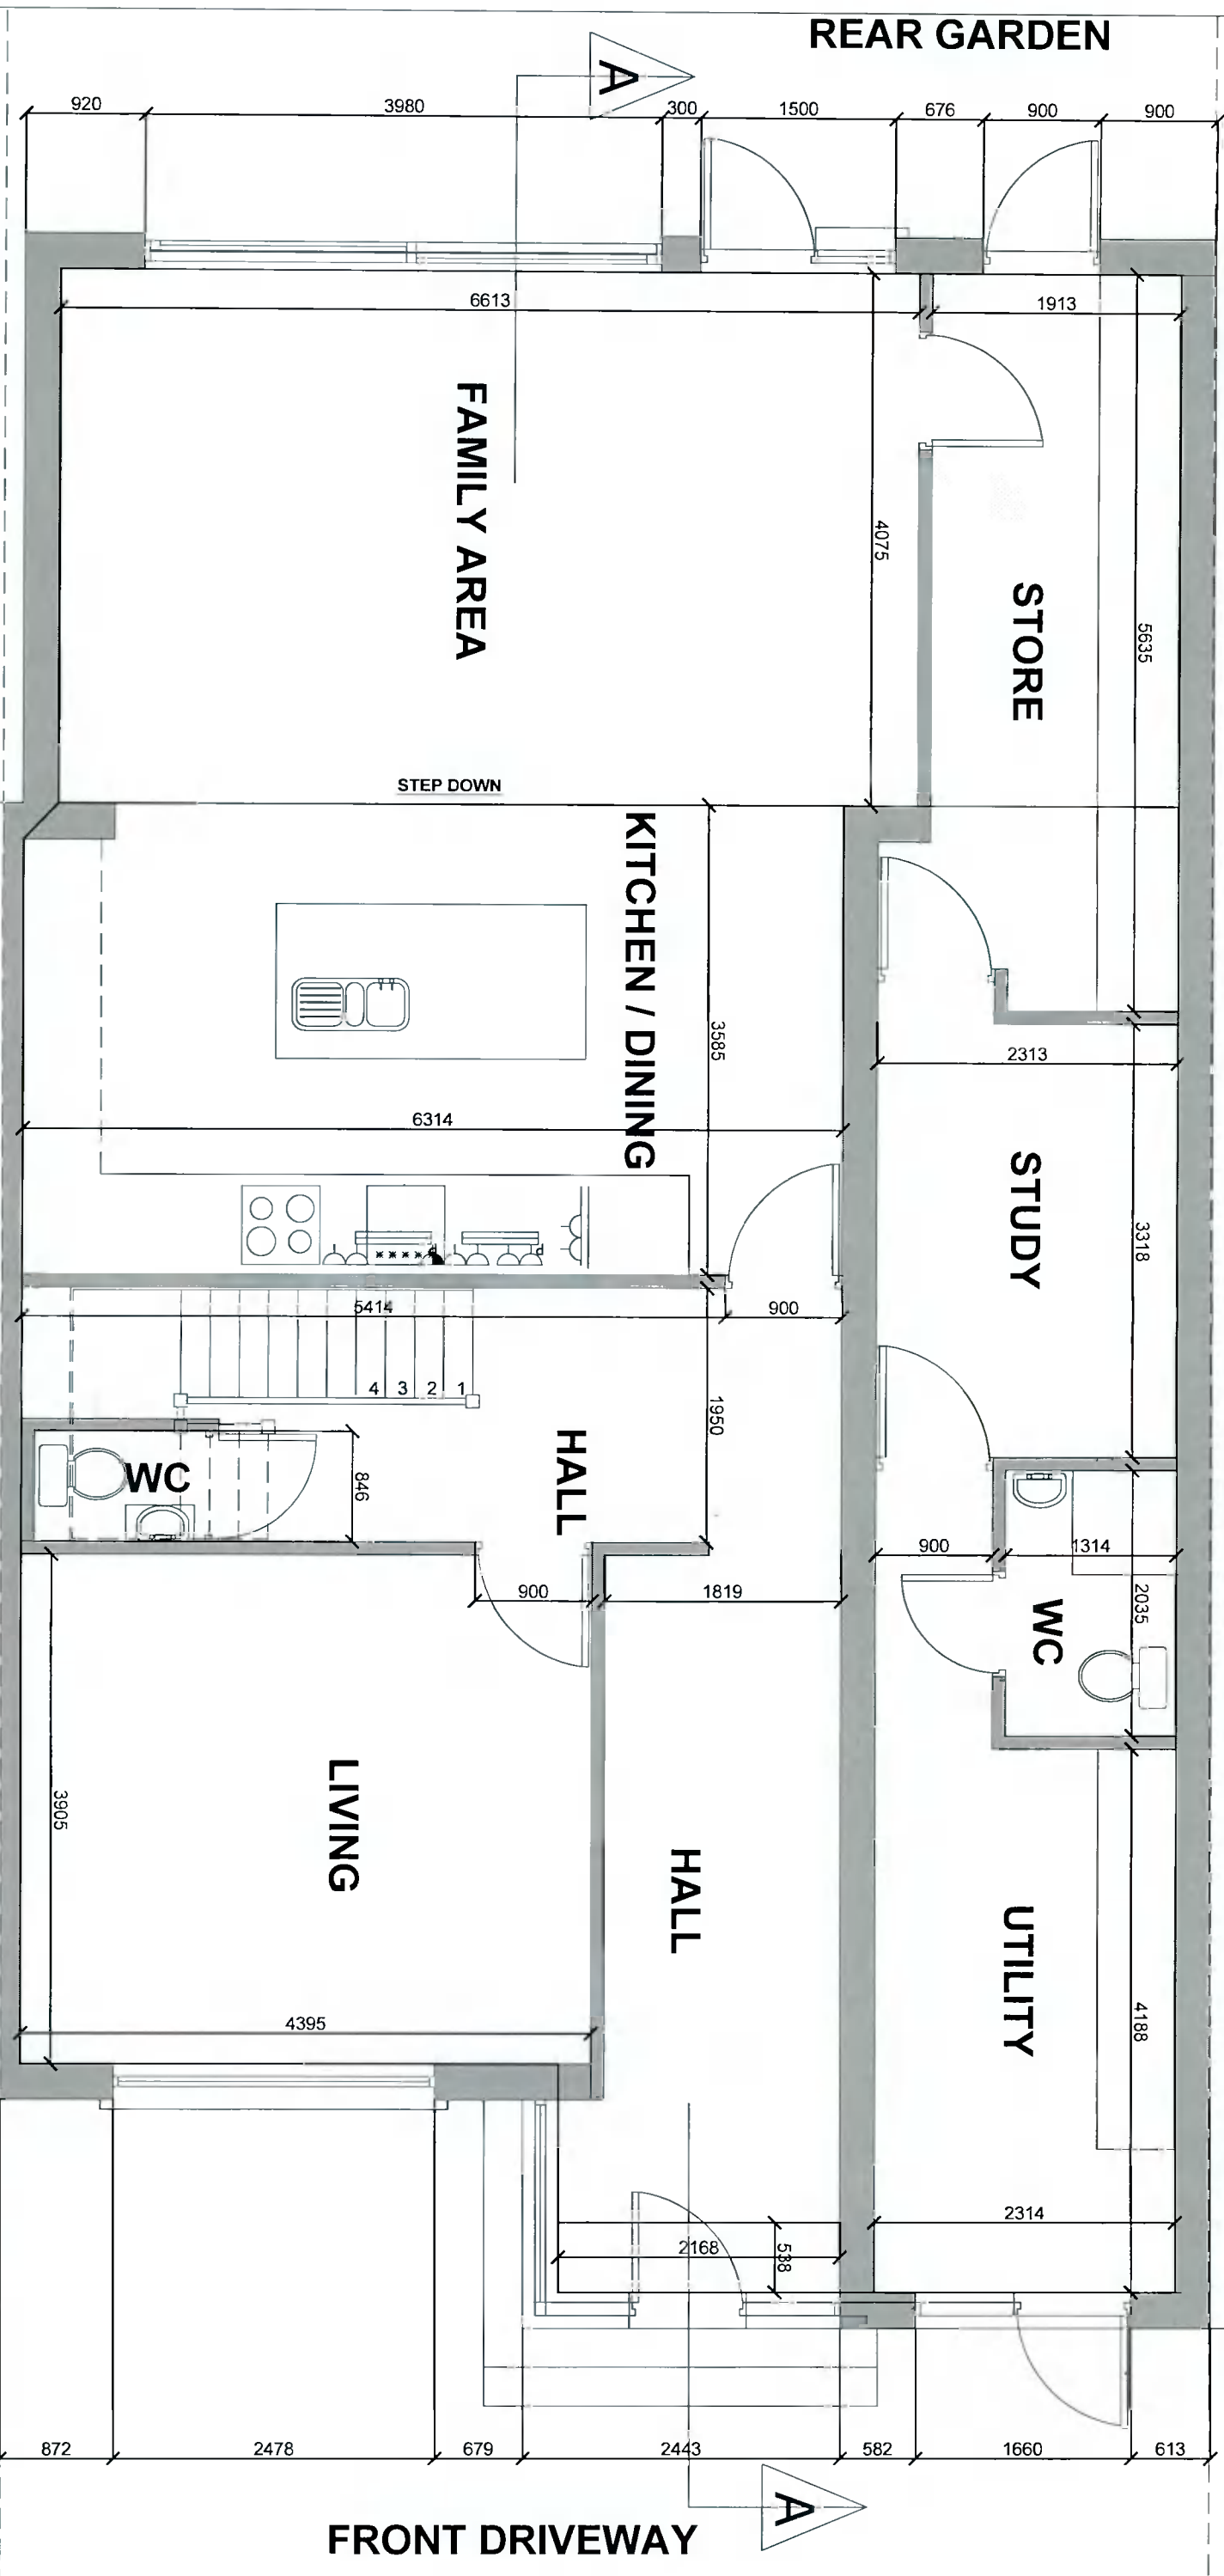 REAR GARDEN
A
920
3980
300
1500
676
900
900
6613
1913
FAMILY AREA
4075
STORE
5635
STEP DOWN
KITCHEN / DINING
3585
2313
6314
STUDY
3318
5414
900
4 3 2 1
1950
HALL
WC
846
900
1314
WC
2035
900
1819
LIVING
3905
HALL
UTILITY
4188
4395
2314
2168
538
872
2478
679
2443
582
1660
613
A
FRONT DRIVEWAY